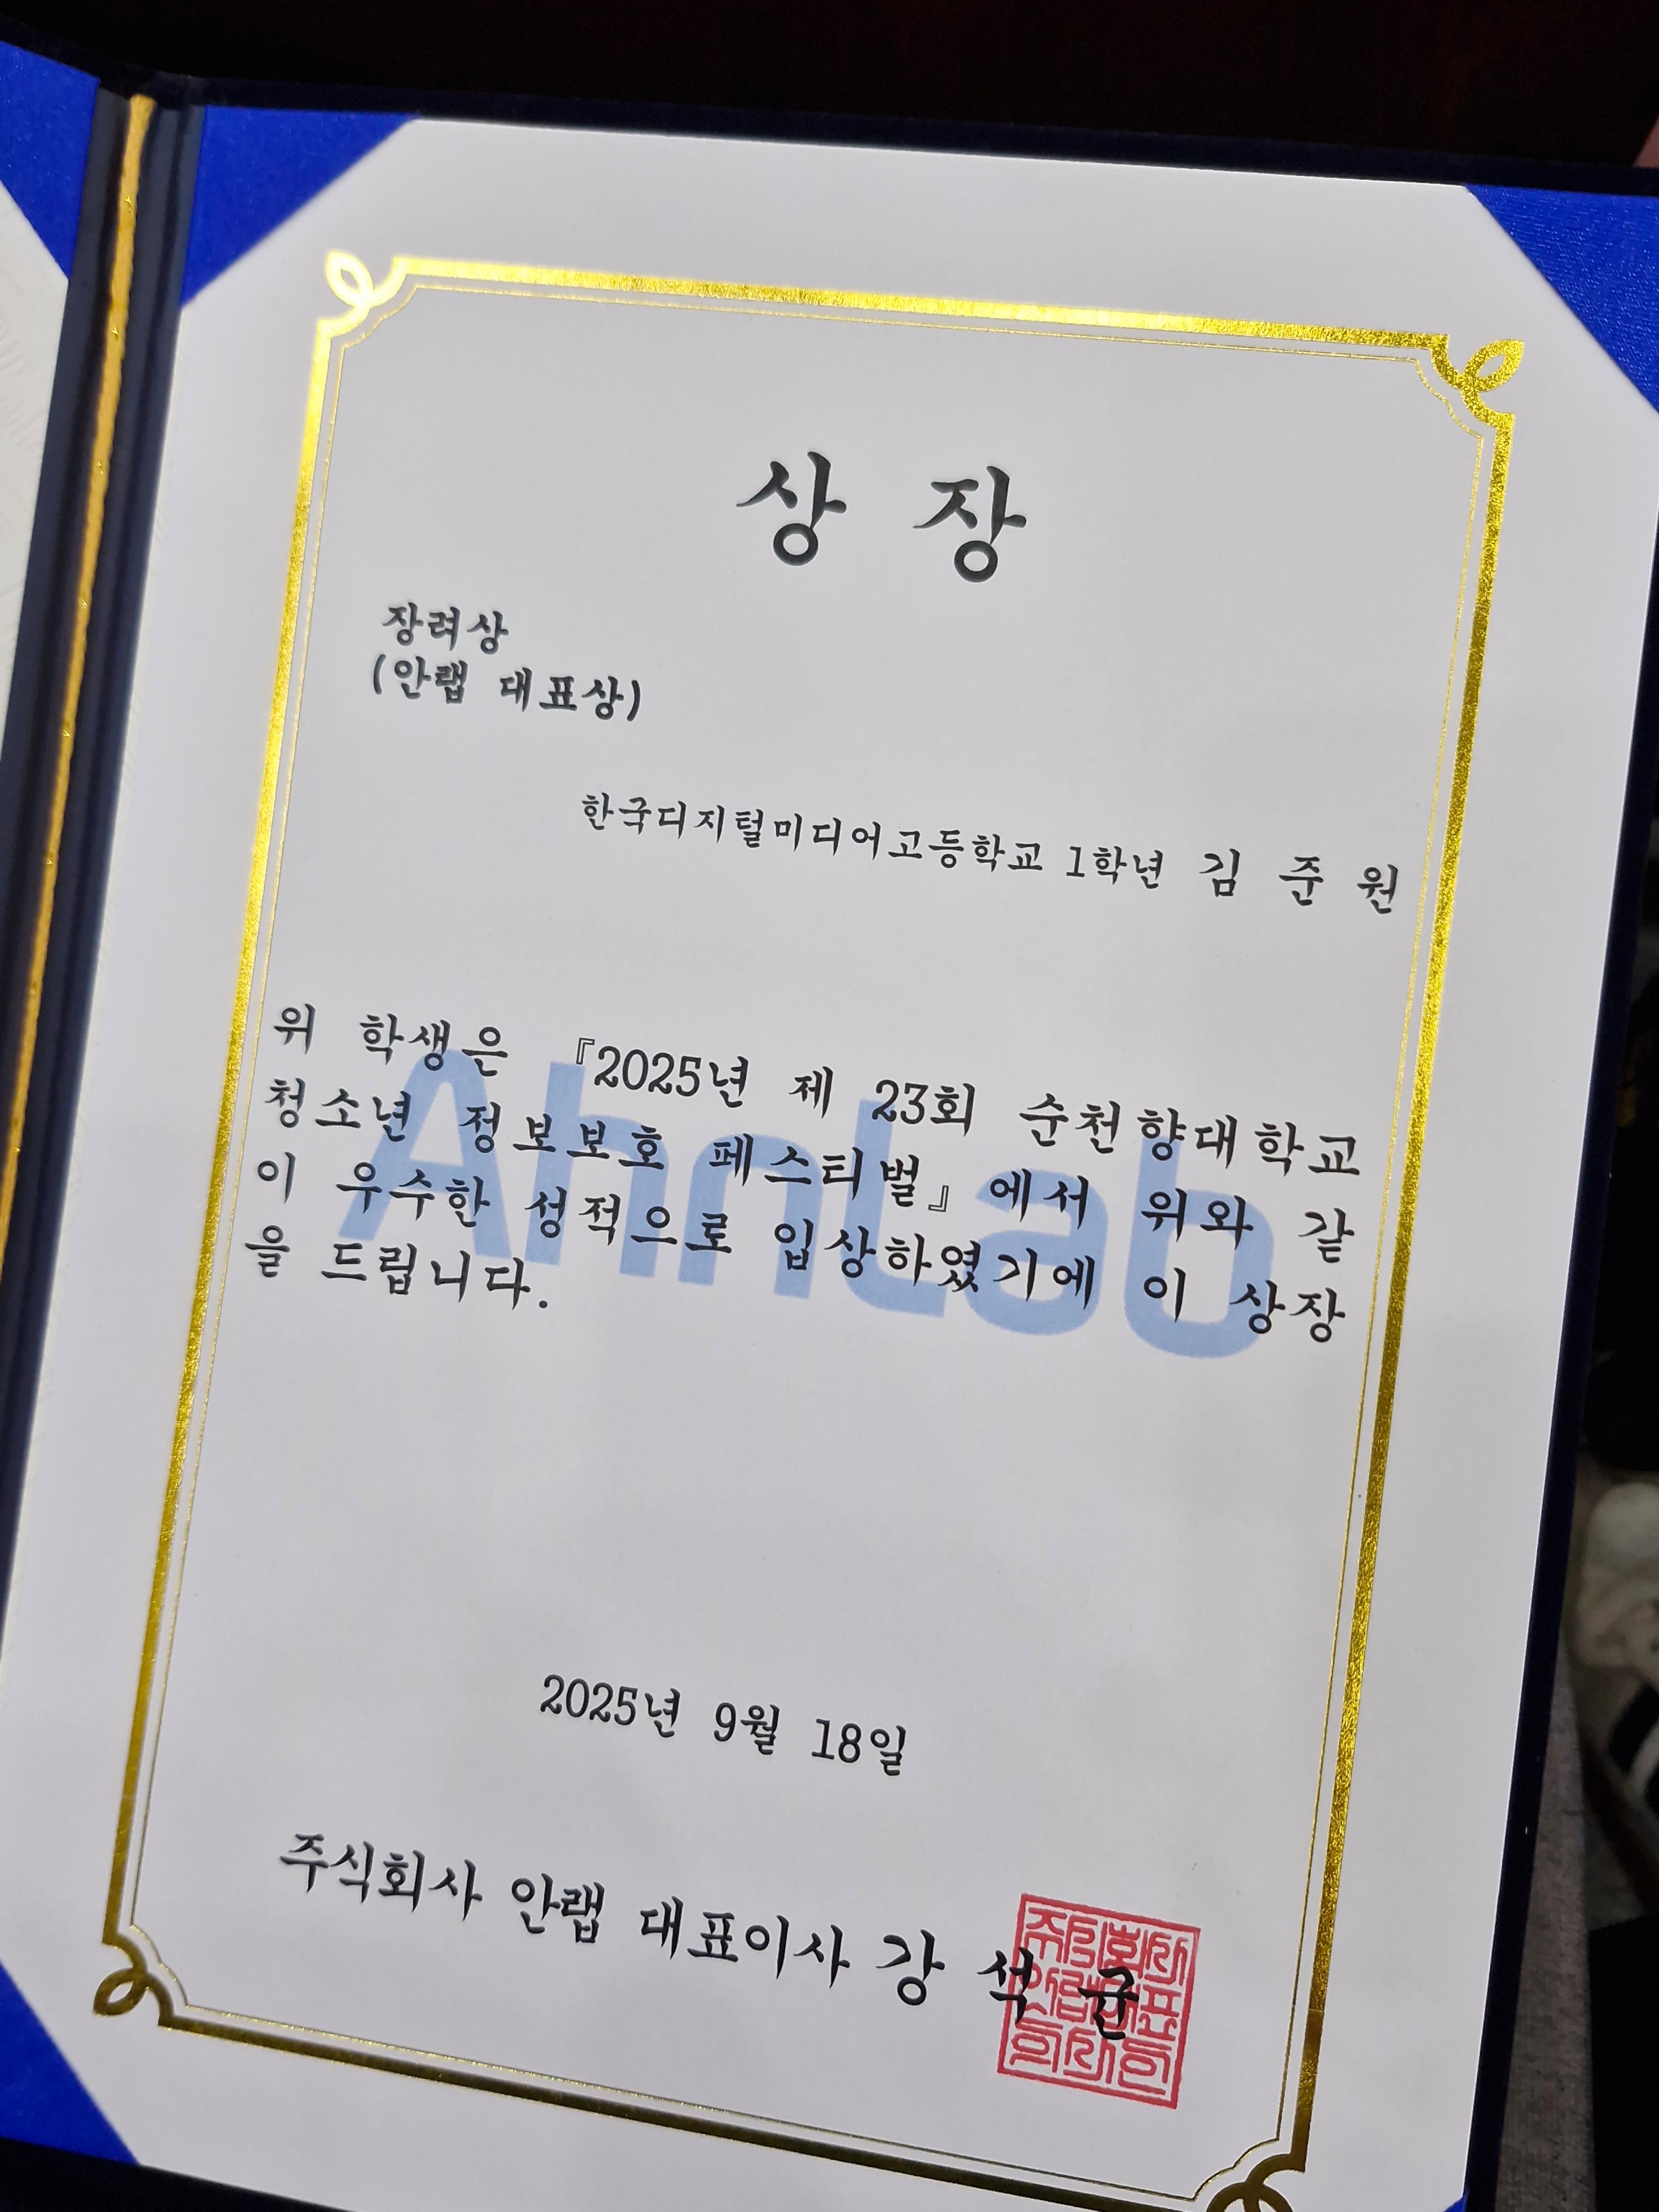 상 장
장려상
(안랩 대표상)
한국디지털미디어고등학교 1학년 김 준 원
위 학생은 『2025년 제 23회 순천향대학교
청소년 정보보호 페스티벌』에서 위와 같
이 우수한 성적으로 입상하였기에 이 상장
을 드립니다.
AhnLab
2025년 9월 18일
주식회사 안랩 대표이사 강 석 균